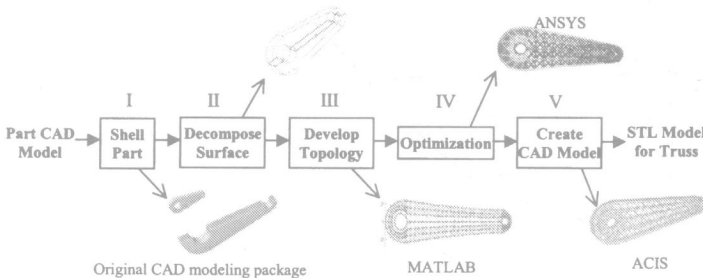 ANSYS
I II III IV V
Part CAD
Model
Shell
Part
Decompose
Surface
Develop
Topology
Optimization
Create
CAD Model
STL Model
for Truss
Original CAD modeling package
MATLAB
ACIS